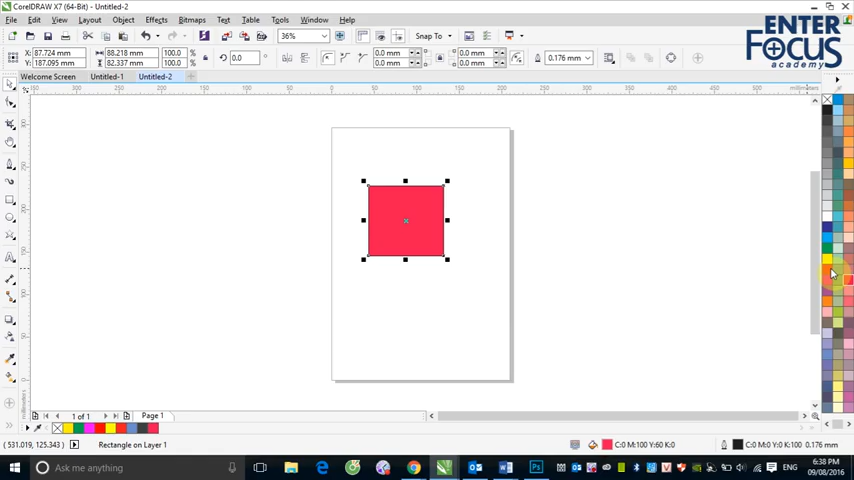 CorelDRAW X7 (64-Bit) - Untitled-2
ENTER
FOCUS
academy
File Edit View Layout Object Effects Bitmaps Text Table Tools Window Help
36% Snap To
X: 87.724 mm 88.218 mm 100.0 % 0.0 0.0 mm 0.0 mm 0.176 mm
Y: 187.095 mm 82.337 mm 100.0 % 0.0 mm 0.0 mm
Welcome Screen Untitled-1 Untitled-2
millimeters
1 of 1 Page 1
(531.019, 125.343) Rectangle on Layer 1 C:0 M:100 Y:60 K:0 C:0 M:0 Y:0 K:100 0.176 mm
Ask me anything ENG 6:38 PM
09/08/2016